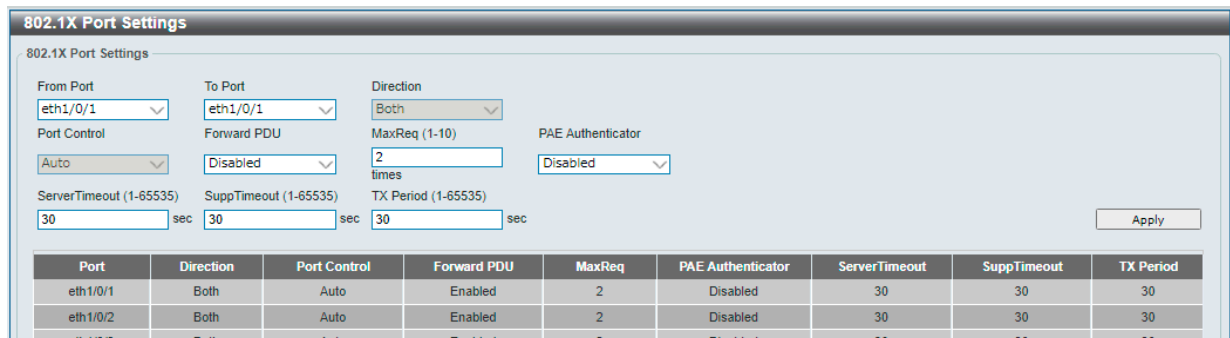 802.1X Port Settings
802.1X Port Settings
From Port To Port Direction
eth1/0/1 eth1/0/1 Both
Port Control Forward PDU MaxReq (1-10) PAE Authenticator
Auto Disabled 2 times Disabled
ServerTimeout (1-65535) SuppTimeout (1-65535) TX Period (1-65535)
30 sec 30 sec 30 sec Apply
Port Direction Port Control Forward PDU MaxReq PAE Authenticator ServerTimeout SuppTimeout TX Period
eth1/0/1 Both Auto Enabled 2 Disabled 30 30 30
eth1/0/2 Both Auto Enabled 2 Disabled 30 30 30